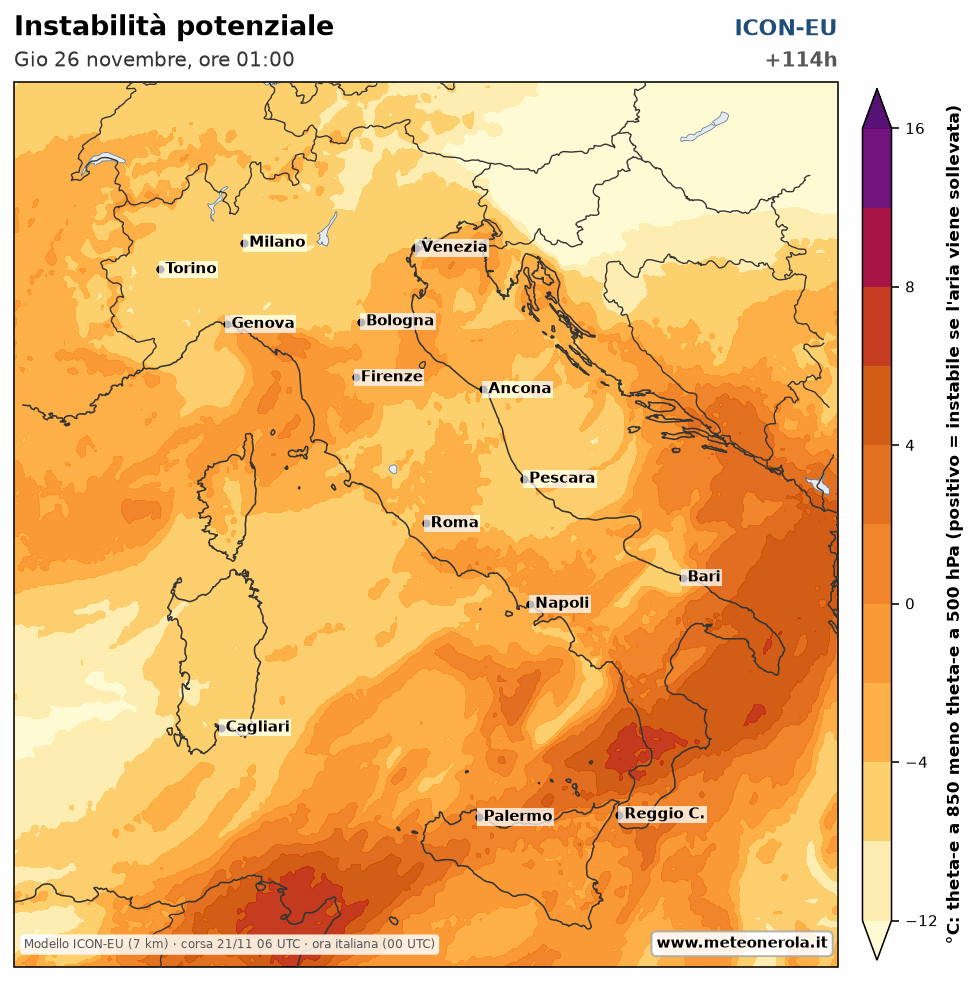 Instabilità potenziale
ICON-EU
Gio 26 novembre, ore 01:00
+114h
Milano
Venezia
Torino
Genova
Bologna
Firenze
Ancona
Pescara
Roma
Bari
Napoli
Cagliari
Palermo
Reggio C.
Modello ICON-EU (7 km) · corsa 21/11 06 UTC · ora italiana (00 UTC)
www.meteonerola.it
16
8
4
0
−4
−12
°C: theta-e a 850 meno theta-e a 500 hPa (positivo = instabile se l'aria viene sollevata)